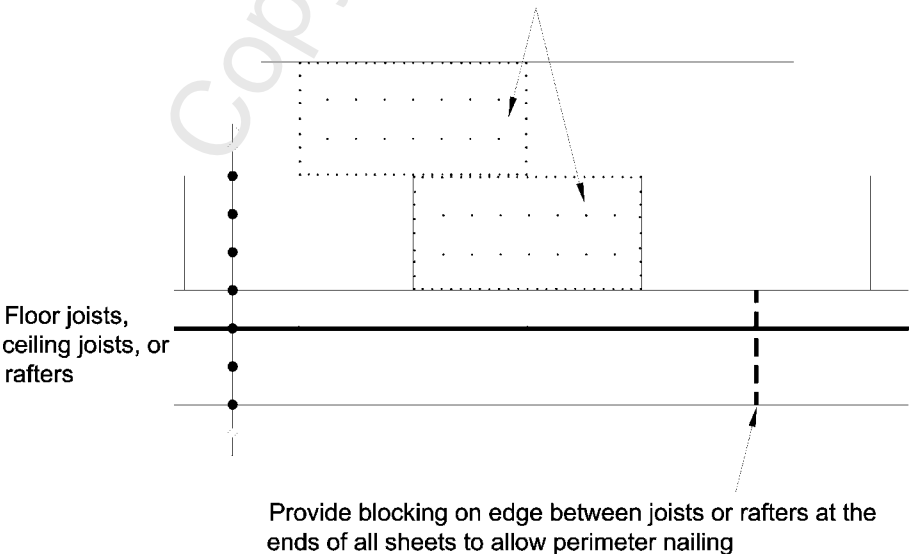 Copy
Floor joists,
ceiling joists, or
rafters
Provide blocking on edge between joists or rafters at the
ends of all sheets to allow perimeter nailing